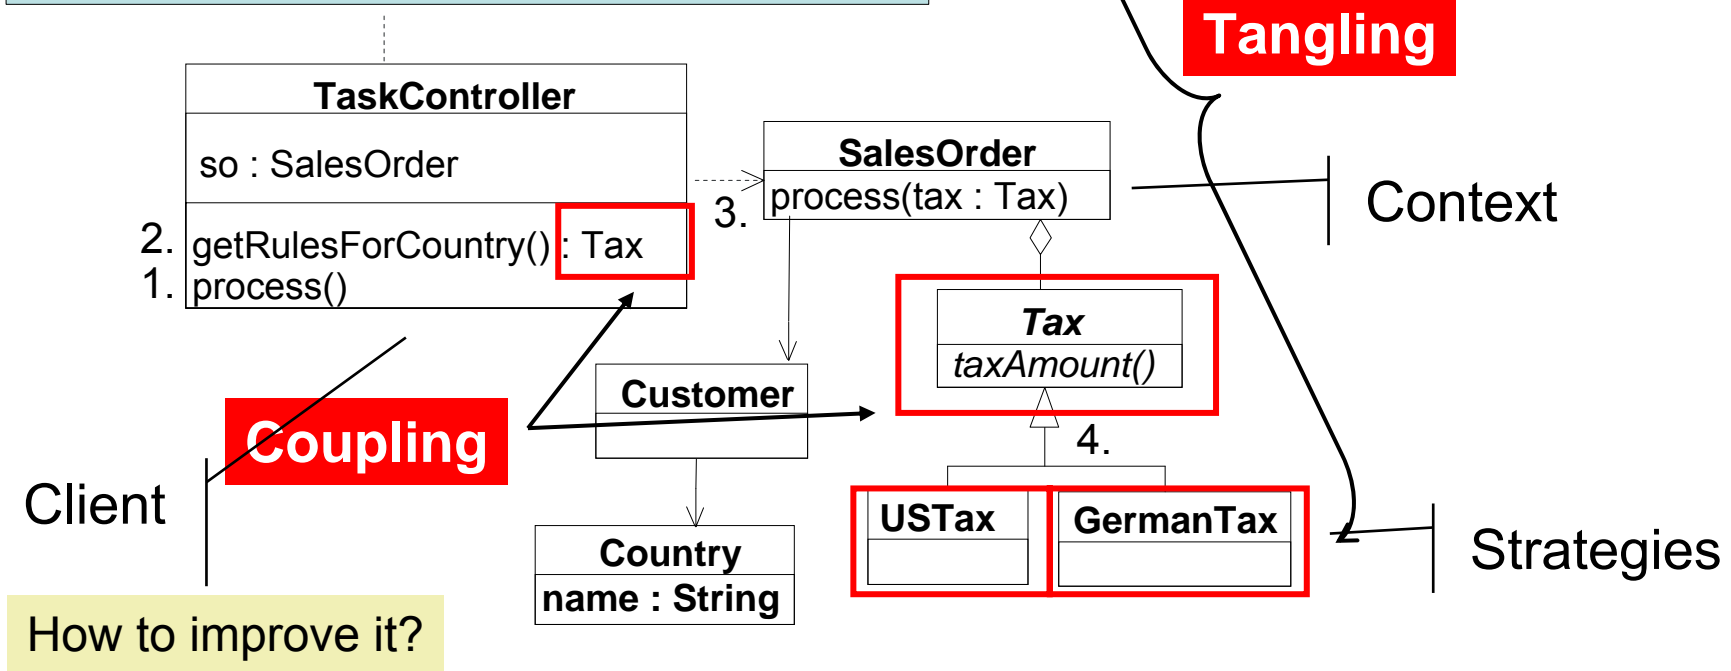 Tangling
TaskController
so : SalesOrder
2. getRulesForCountry() : Tax
1. process()
3.
SalesOrder
process(tax : Tax)
Context
Tax
taxAmount()
Customer
Coupling
4.
Client
USTax
GermanTax
Strategies
Country
name : String
How to improve it?